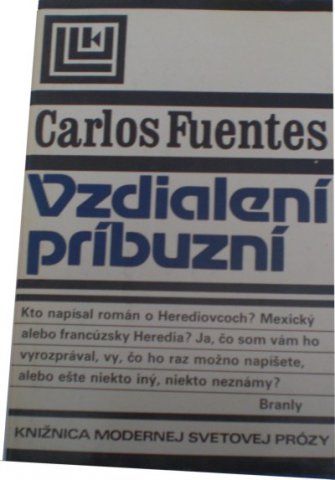 Carlos Fuentes
Vzdialení
príbuzní
Kto napísal román o Herediovcoch? Mexický
alebo francúzsky Heredia? Ja, čo som vám ho
vyrozprával, vy, čo ho raz možno napíšete,
alebo ešte niekto iný, niekto neznámy?
Branly
KNIŽNICA MODERNEJ SVETOVEJ PRÓZY